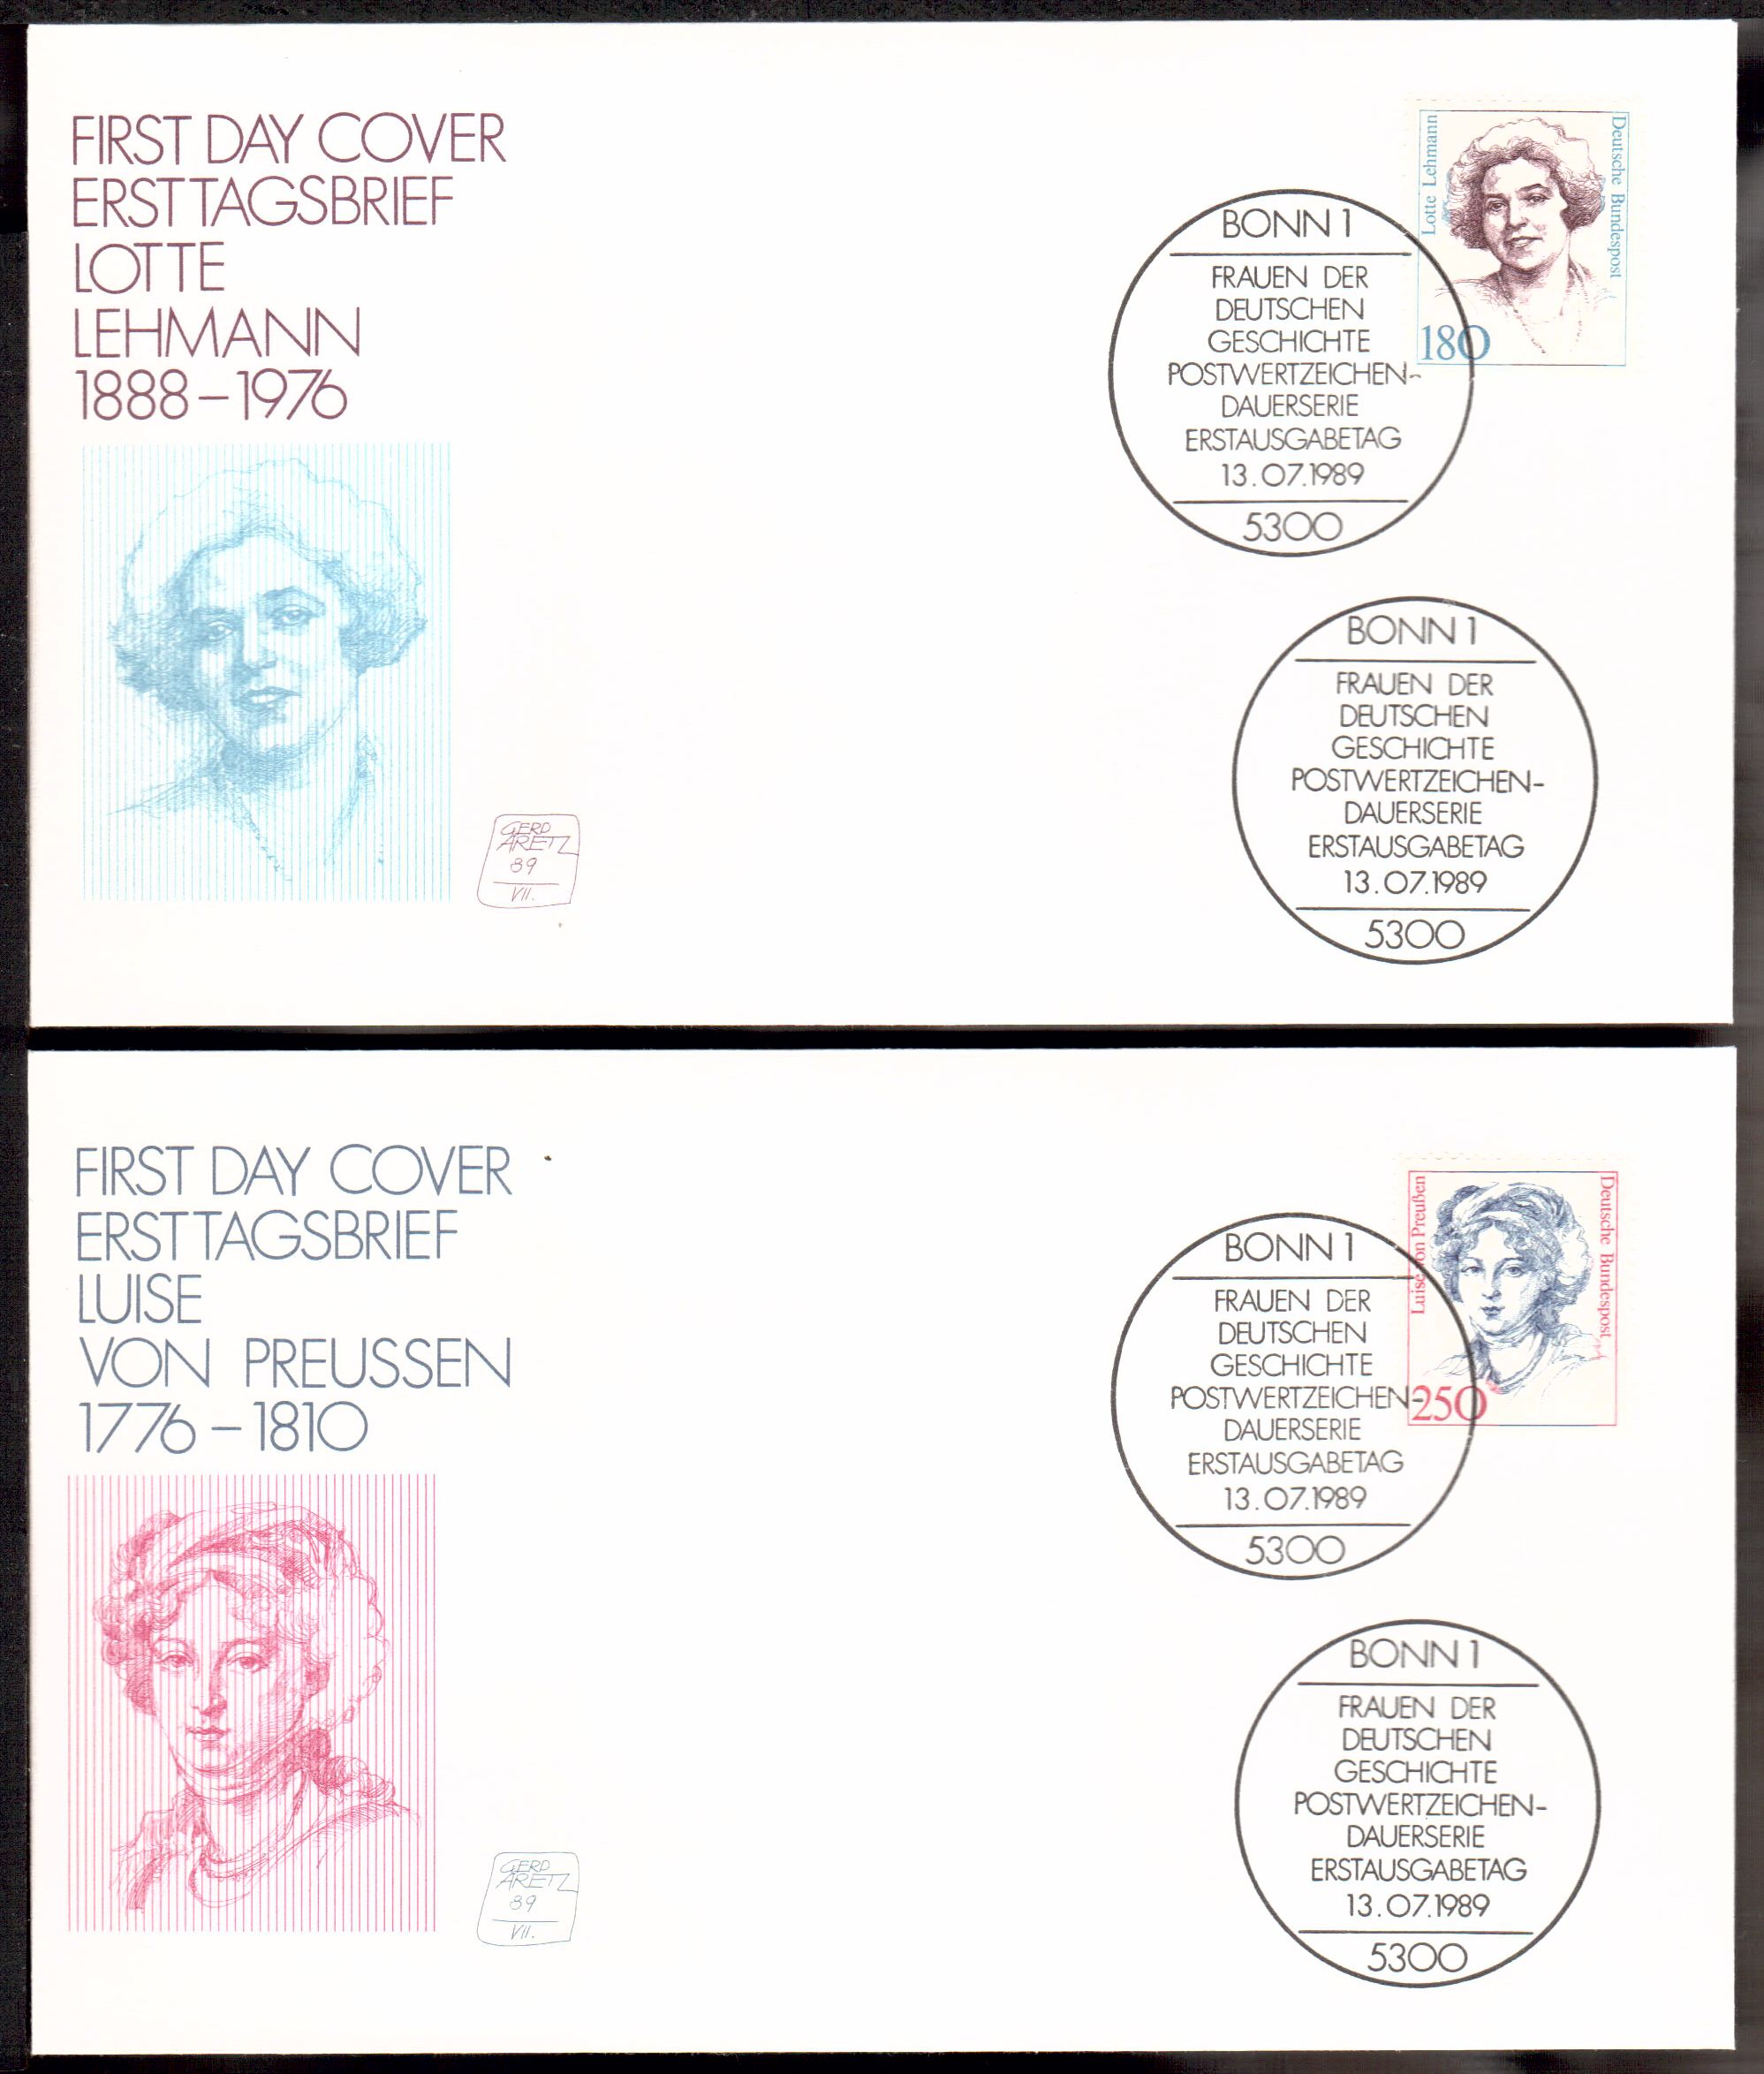 FIRST DAY COVER
ERSTTAGSBRIEF
LOTTE
LEHMANN
1888–1976
GERD
ARETZ
89
VII.
Lotte Lehmann
Deutsche Bundespost
180
BONN 1
FRAUEN DER
DEUTSCHEN
GESCHICHTE
POSTWERTZEICHEN-
DAUERSERIE
ERSTAUSGABETAG
13.07.1989
5300
BONN 1
FRAUEN DER
DEUTSCHEN
GESCHICHTE
POSTWERTZEICHEN-
DAUERSERIE
ERSTAUSGABETAG
13.07.1989
5300
FIRST DAY COVER
ERSTTAGSBRIEF
LUISE
VON PREUSSEN
1776–1810
GERD
ARETZ
89
VII.
Luise von Preußen
Deutsche Bundespost
250
BONN 1
FRAUEN DER
DEUTSCHEN
GESCHICHTE
POSTWERTZEICHEN-
DAUERSERIE
ERSTAUSGABETAG
13.07.1989
5300
BONN 1
FRAUEN DER
DEUTSCHEN
GESCHICHTE
POSTWERTZEICHEN-
DAUERSERIE
ERSTAUSGABETAG
13.07.1989
5300